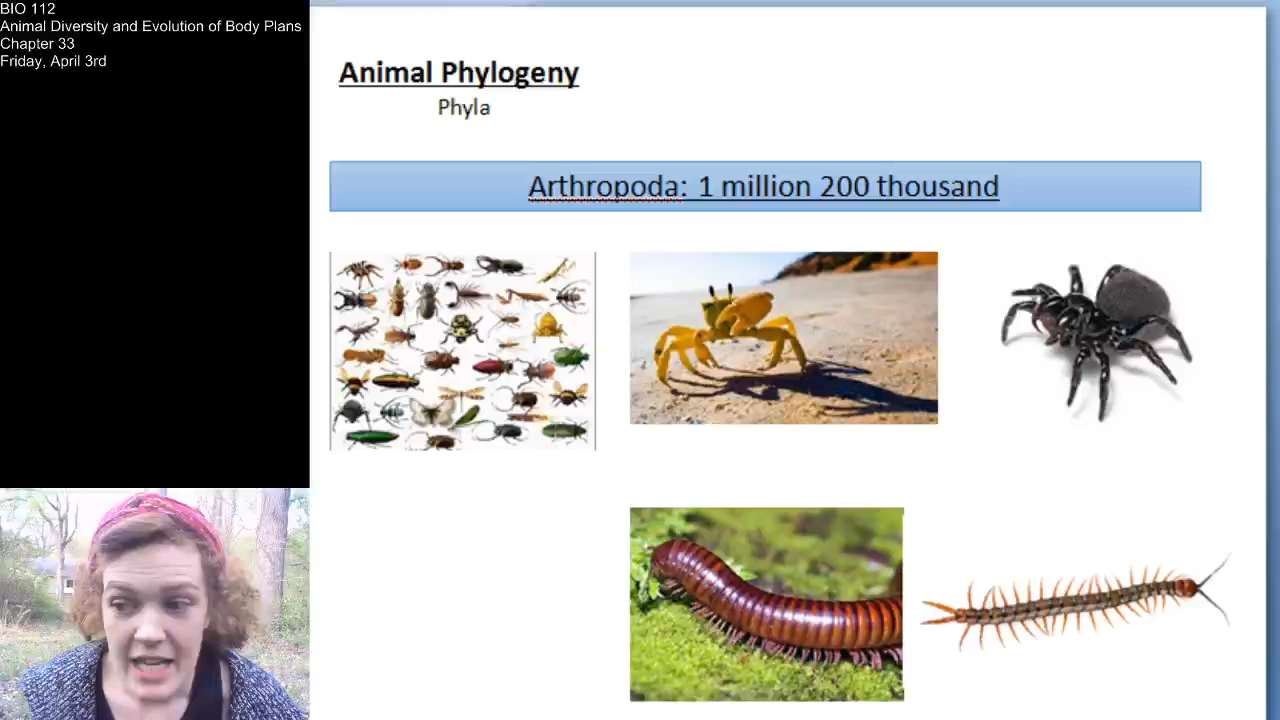 BIO 112
Animal Diversity and Evolution of Body Plans
Chapter 33
Friday, April 3rd
Animal Phylogeny
Phyla
Arthropoda: 1 million 200 thousand